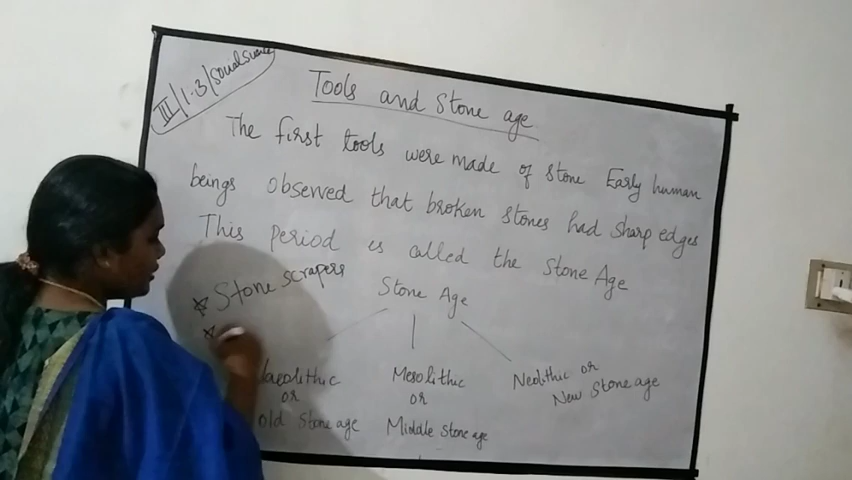 III/1.3/Social science
Tools and Stone age
The first tools were made of stone Early human
beings observed that broken stones had sharp edges
This period is called the Stone Age
* Stone scrapers
*
Stone Age
laeolithic
or
old Stone age
Mesolithic
or
Middle Stone age
Neolithic or
New Stone age